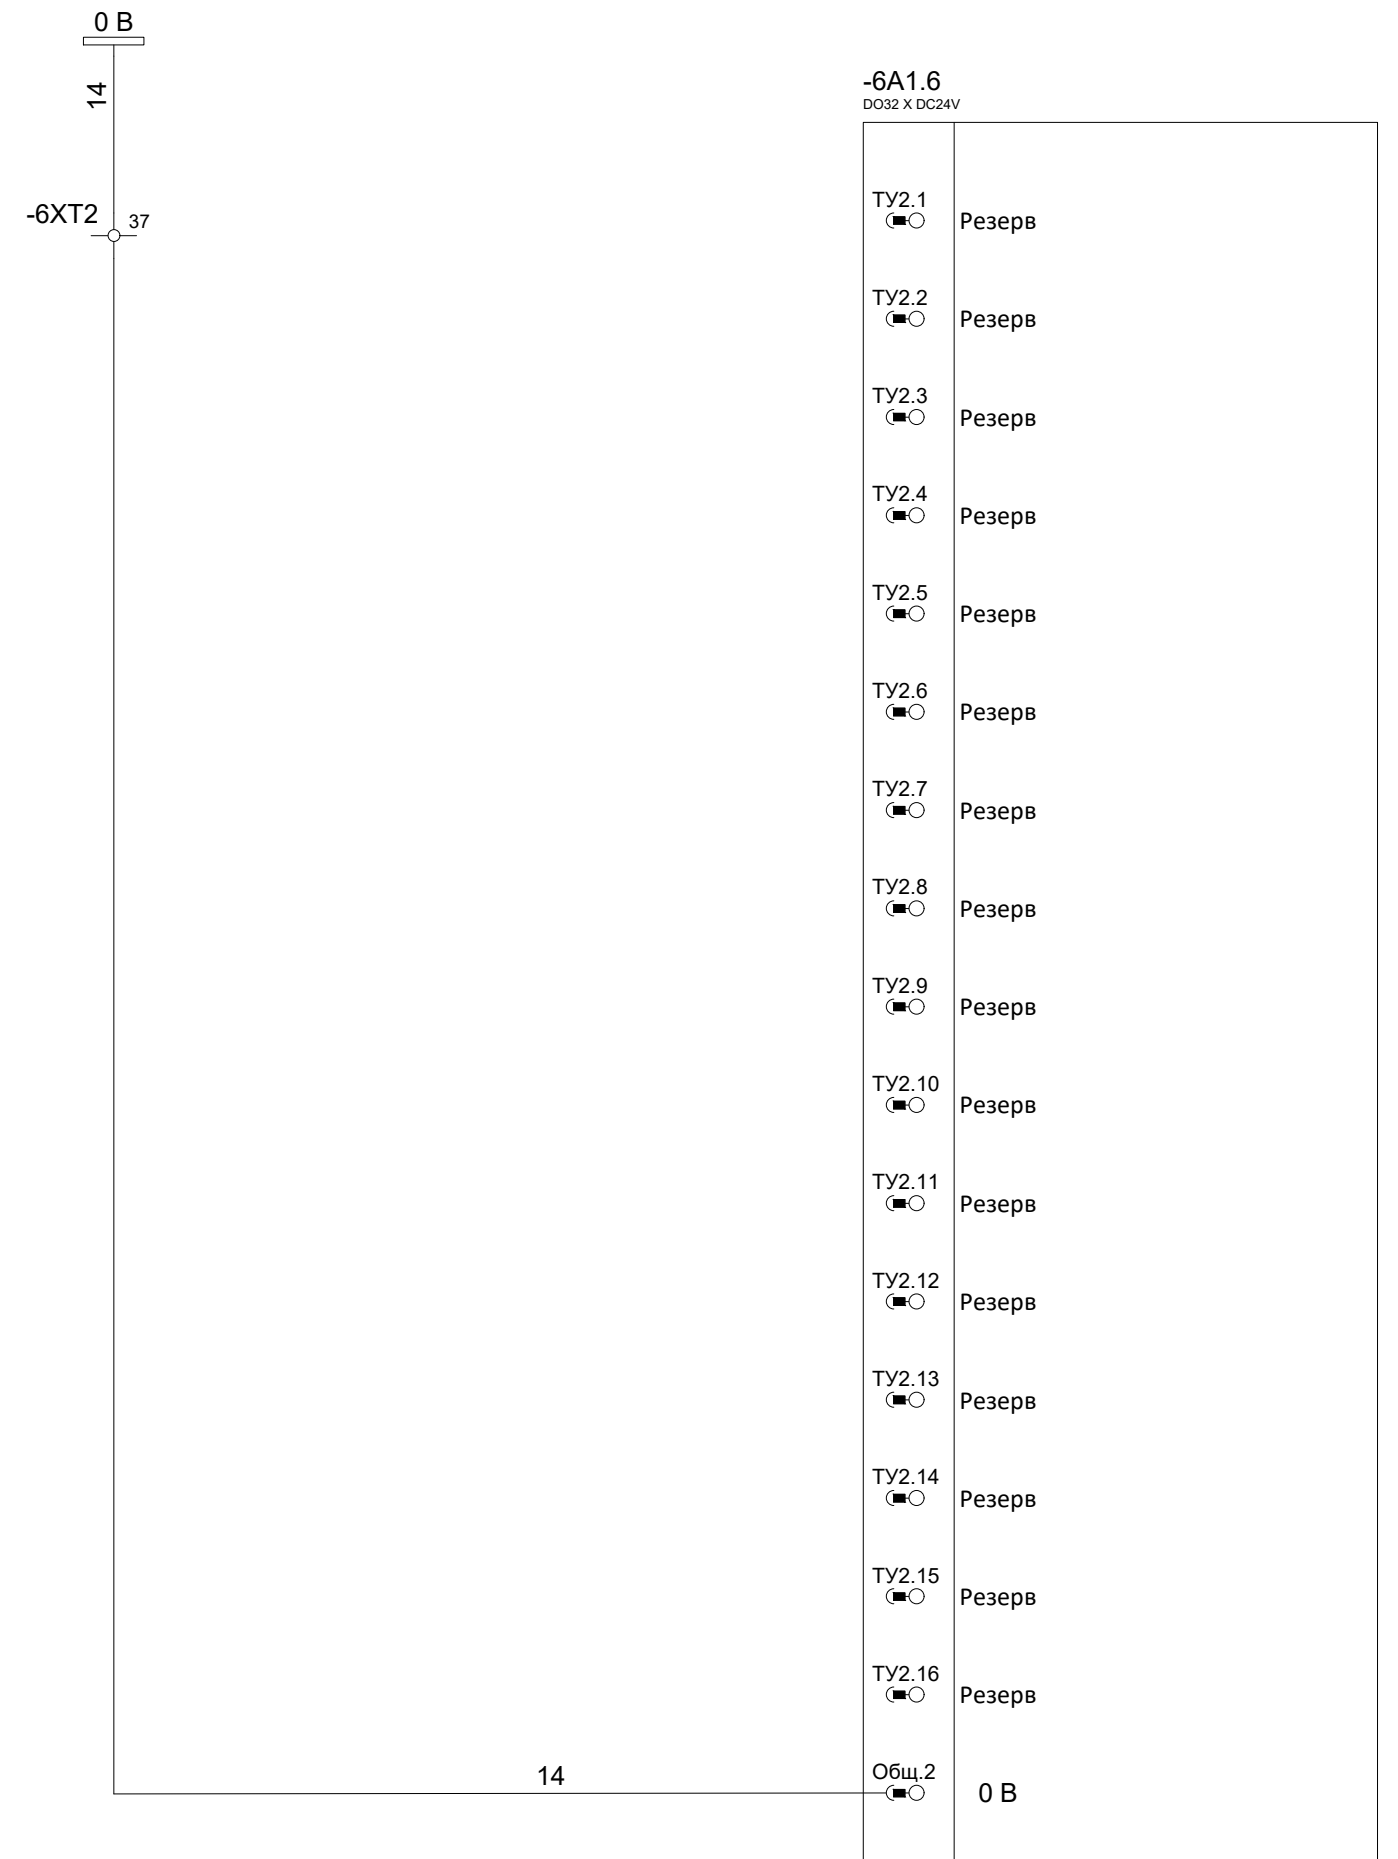 0 В
14
-6XT2
37
-6A1.6
DO32 X DC24V
ТУ2.1
Резерв
ТУ2.2
Резерв
ТУ2.3
Резерв
ТУ2.4
Резерв
ТУ2.5
Резерв
ТУ2.6
Резерв
ТУ2.7
Резерв
ТУ2.8
Резерв
ТУ2.9
Резерв
ТУ2.10
Резерв
ТУ2.11
Резерв
ТУ2.12
Резерв
ТУ2.13
Резерв
ТУ2.14
Резерв
ТУ2.15
Резерв
ТУ2.16
Резерв
14
Общ.2
0 В